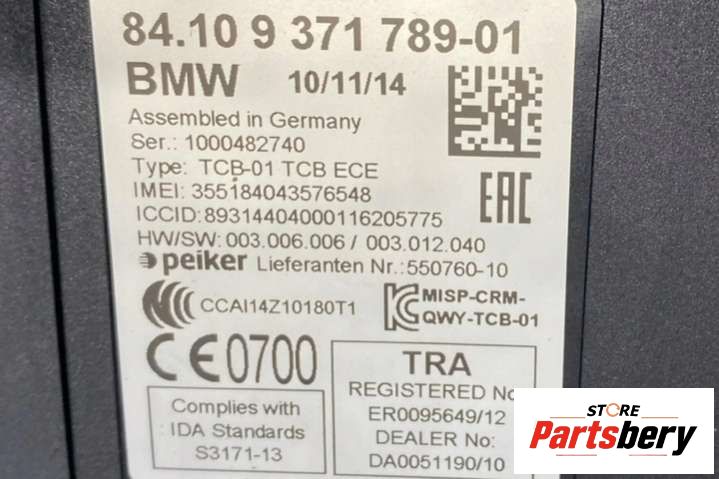 84.10 9 371 789-01
BMW 10/11/14
Assembled in Germany
Ser.: 1000482740
Type: TCB-01 TCB ECE
IMEI: 355184043576548
ICCID:89314404000116205775
HW/SW: 003.006.006 / 003.012.040
peiker Lieferanten Nr.:550760-10
CCAI14Z10180T1
MISP-CRM-
QWY-TCB-01
EAC
CE0700
Complies with
IDA Standards
S3171-13
TRA
REGISTERED No
ER0095649/12
DEALER No:
DA0051190/10
STORE
Partsbery